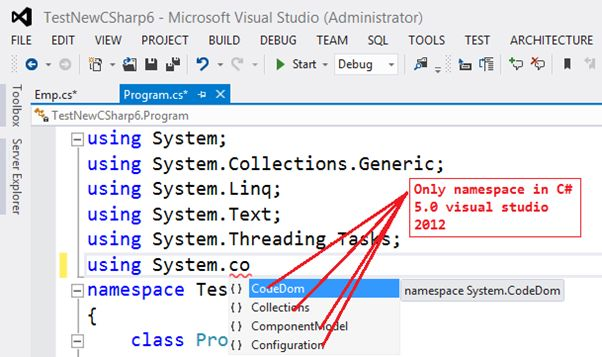 TestNewCSharp6 - Microsoft Visual Studio (Administrator)
FILE EDIT VIEW PROJECT BUILD DEBUG TEAM SQL TOOLS TEST ARCHITECTURE
Start Debug
Emp.cs* Program.cs*
Toolbox
Server Explorer
TestNewCSharp6.Program
using System;
using System.Collections.Generic;
using System.Linq;
using System.Text;
using System.Threading.Tasks;
using System.co
Only namespace in C#
5.0 visual studio
2012
namespace Tes
{ } CodeDom
namespace System.CodeDom
{ } Collections
{
{ } ComponentModel
class Pro
{ } Configuration